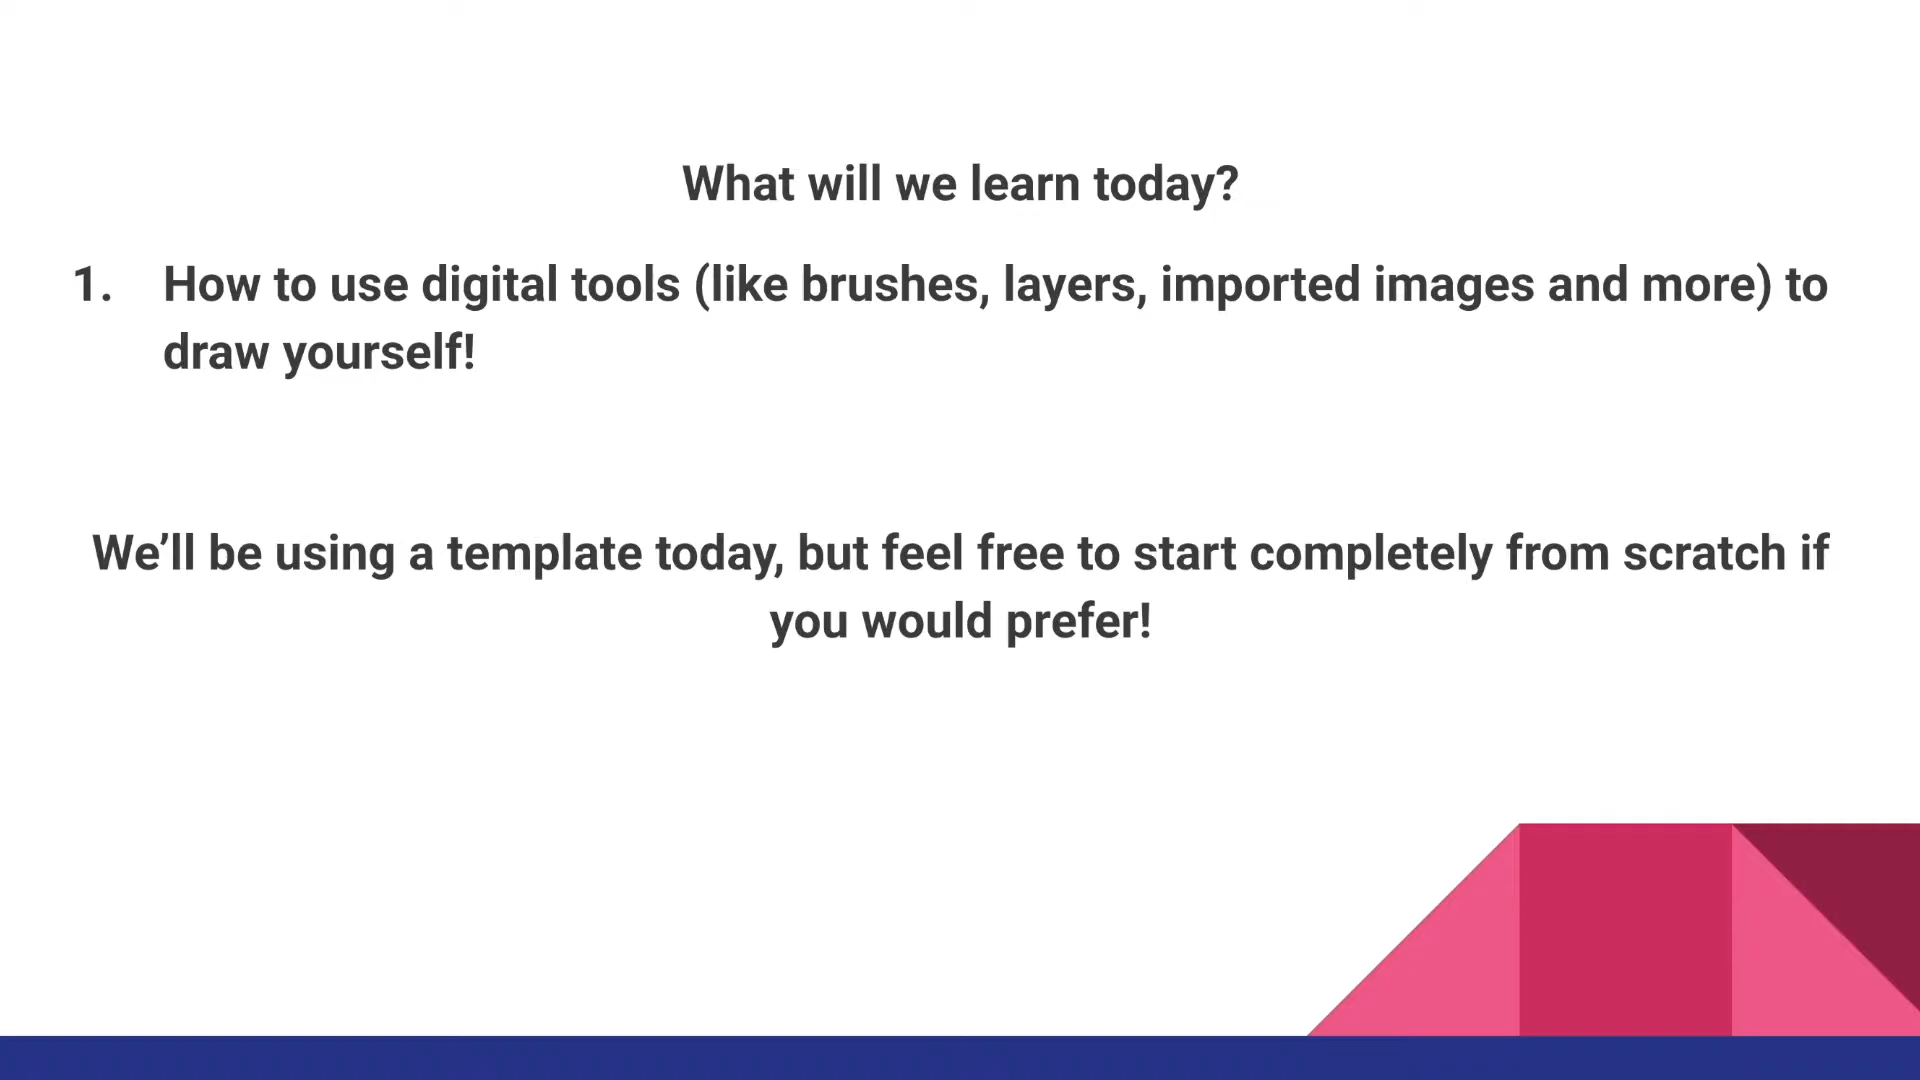 What will we learn today?
1. How to use digital tools (like brushes, layers, imported images and more) to
draw yourself!
We’ll be using a template today, but feel free to start completely from scratch if
you would prefer!